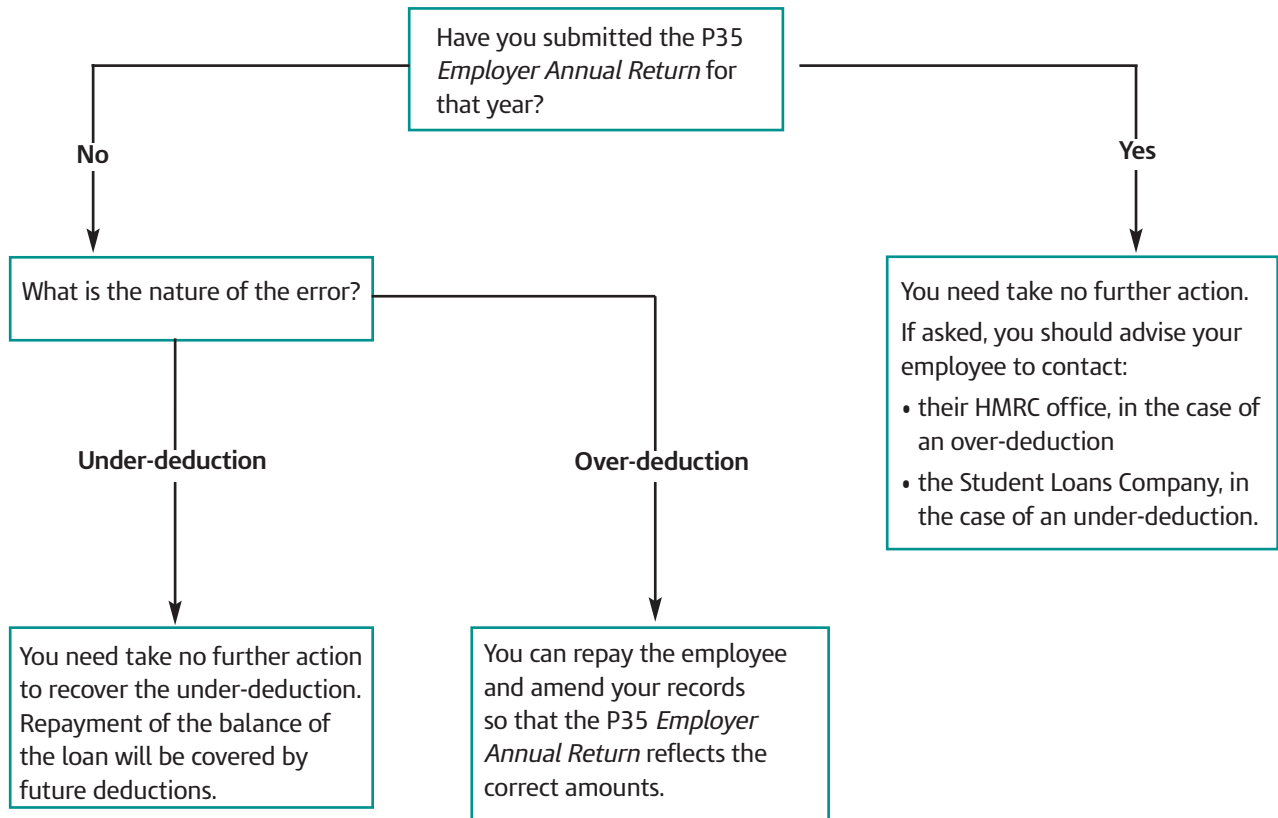 Have you submitted the P35
Employer Annual Return for
that year?
No
Yes
What is the nature of the error?
You need take no further action.
If asked, you should advise your
employee to contact:
• their HMRC office, in the case of
an over-deduction
• the Student Loans Company, in
the case of an under-deduction.
Under-deduction
Over-deduction
You need take no further action
to recover the under-deduction.
Repayment of the balance of
the loan will be covered by
future deductions.
You can repay the employee
and amend your records
so that the P35 Employer
Annual Return reflects the
correct amounts.